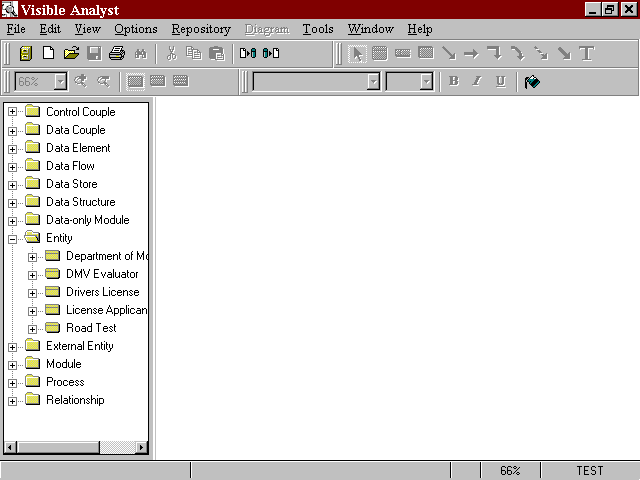 Visible Analyst
File Edit View Options Repository Diagram Tools Window Help
66% B I U
Control Couple
Data Couple
Data Element
Data Flow
Data Store
Data Structure
Data-only Module
Entity
Department of Mo
DMV Evaluator
Drivers License
License Applican
Road Test
External Entity
Module
Process
Relationship
66% TEST